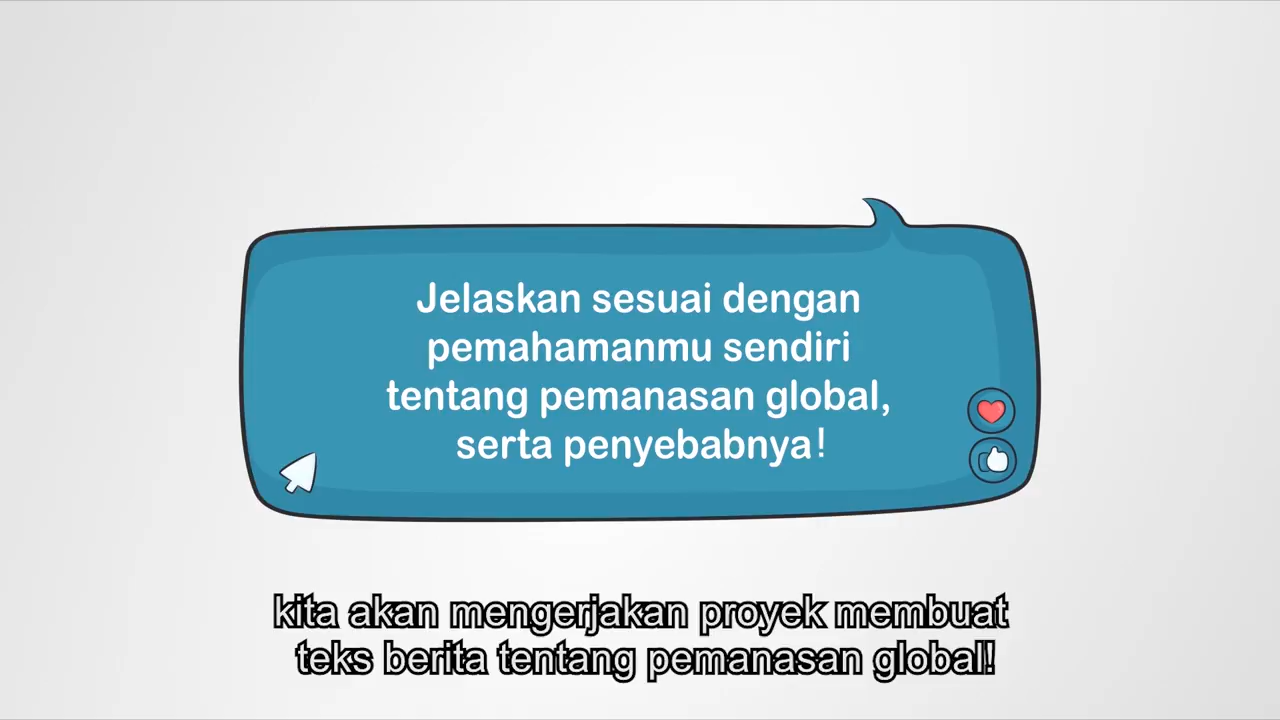 Jelaskan sesuai dengan
pemahamanmu sendiri
tentang pemanasan global,
serta penyebabnya!
kita akan mengerjakan proyek membuat
teks berita tentang pemanasan global!